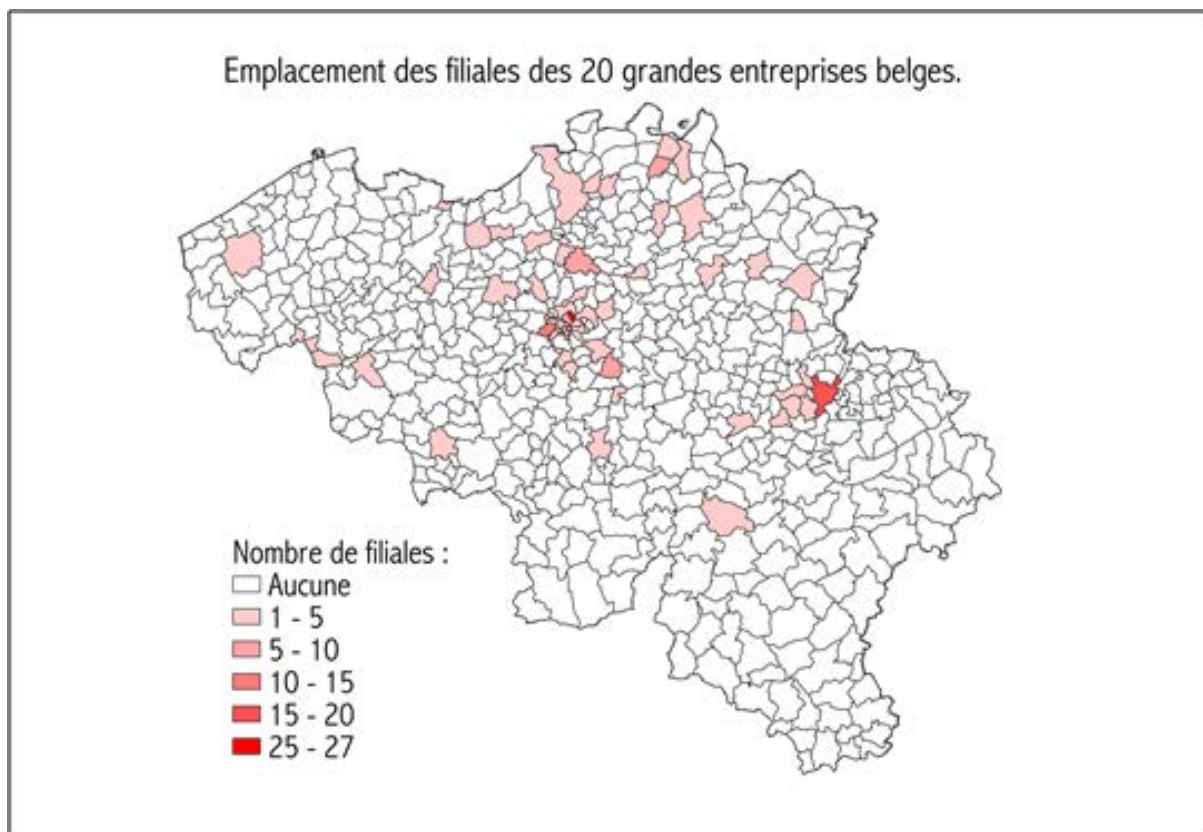 Emplacement des filiales des 20 grandes entreprises belges.
Nombre de filiales :
Aucune
1 - 5
5 - 10
10 - 15
15 - 20
25 - 27